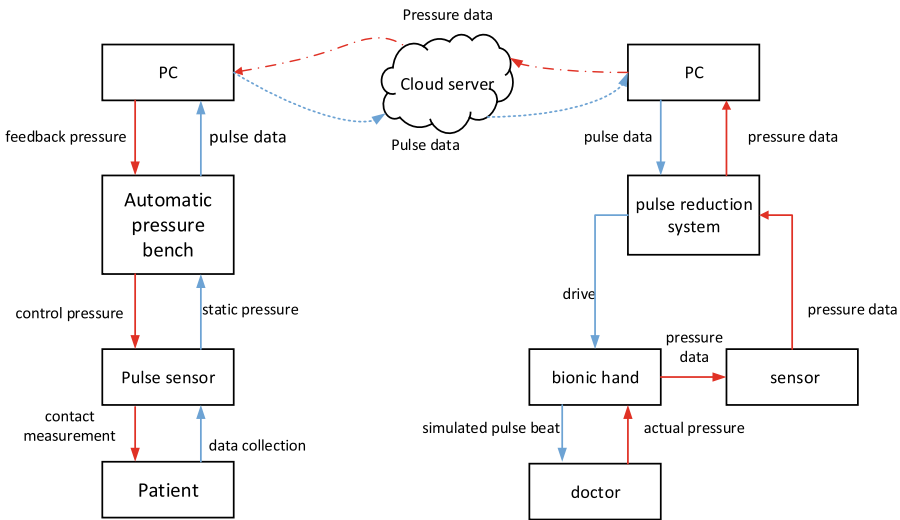 Pressure data
PC
Cloud server
PC
feedback pressure
pulse data
Pulse data
pulse data
pressure data
Automatic
pressure
bench
pulse reduction
system
control pressure
static pressure
drive
pressure data
pressure
data
Pulse sensor
bionic hand
sensor
contact
measurement
data collection
simulated pulse beat
actual pressure
Patient
doctor